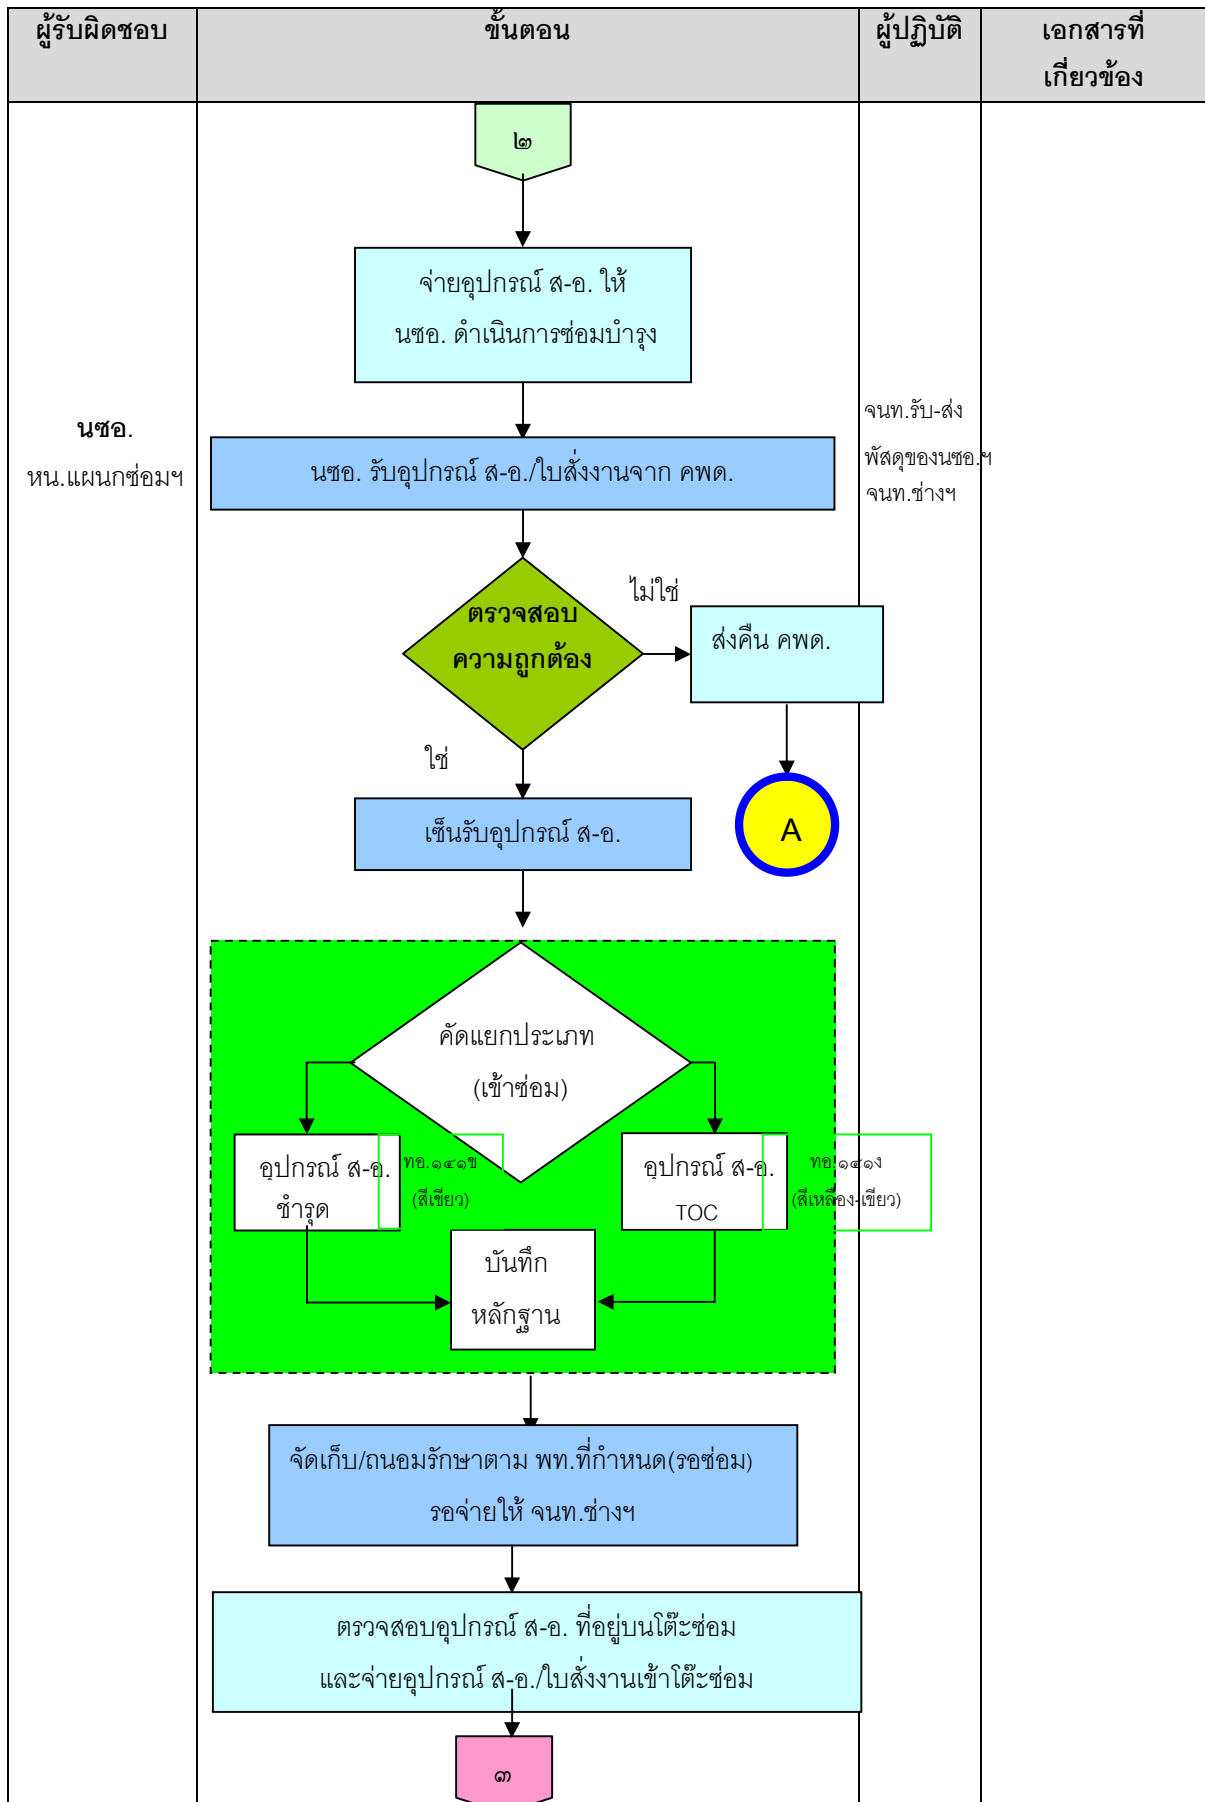 ผู้รับผิดชอบ
ขั้นตอน
ผู้ปฏิบัติ
เอกสารที่
เกี่ยวข้อง
๒
จ่ายอุปกรณ์ ส-อ. ให้
นซอ. ดำเนินการซ่อมบำรุง
นซอ.
หน.แผนกซ่อมฯ
นซอ. รับอุปกรณ์ ส-อ./ใบสั่งงานจาก คพด.
จนท.รับ-ส่ง
พัสดุของนซอ.ฯ
จนท.ช่างฯ
ตรวจสอบ
ความถูกต้อง
ไม่ใช่
ส่งคืน คพด.
ใช่
A
เซ็นรับอุปกรณ์ ส-อ.
คัดแยกประเภท
(เข้าซ่อม)
อุปกรณ์ ส-อ.
ชำรุด
ทอ.๑๔๑ข
(สีเขียว)
อุปกรณ์ ส-อ.
TOC
ทอ.๑๔๑ง
(สีเหลือง-เขียว)
บันทึก
หลักฐาน
จัดเก็บ/ถนอมรักษาตาม พท.ที่กำหนด(รอซ่อม)
รอจ่ายให้ จนท.ช่างฯ
ตรวจสอบอุปกรณ์ ส-อ. ที่อยู่บนโต๊ะซ่อม
และจ่ายอุปกรณ์ ส-อ./ใบสั่งงานเข้าโต๊ะซ่อม
๓